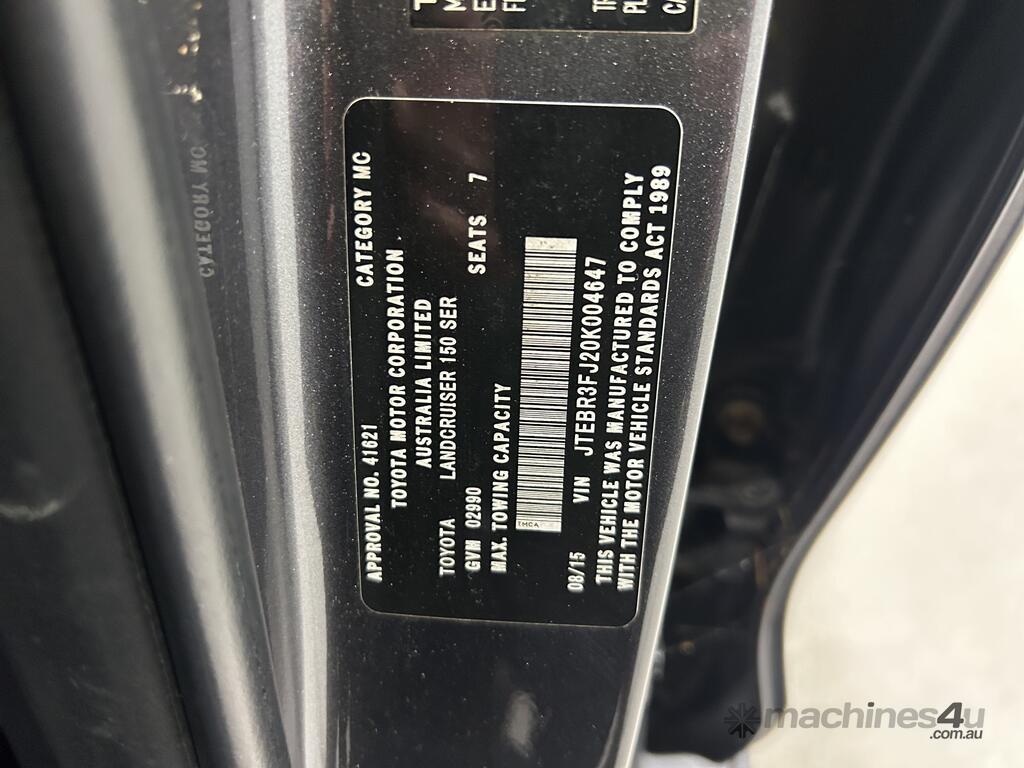 APPROVAL NO. 41621 CATEGORY MC
TOYOTA MOTOR CORPORATION
AUSTRALIA LIMITED
TOYOTA LANDCRUISER 150 SER
GVM 02990 SEATS 7
MAX. TOWING CAPACITY
TMCA
08/15 VIN JTEBR3FJ20K004647
THIS VEHICLE WAS MANUFACTURED TO COMPLY
WITH THE MOTOR VEHICLE STANDARDS ACT 1989
CATEGORY MC
machines4u
.com.au